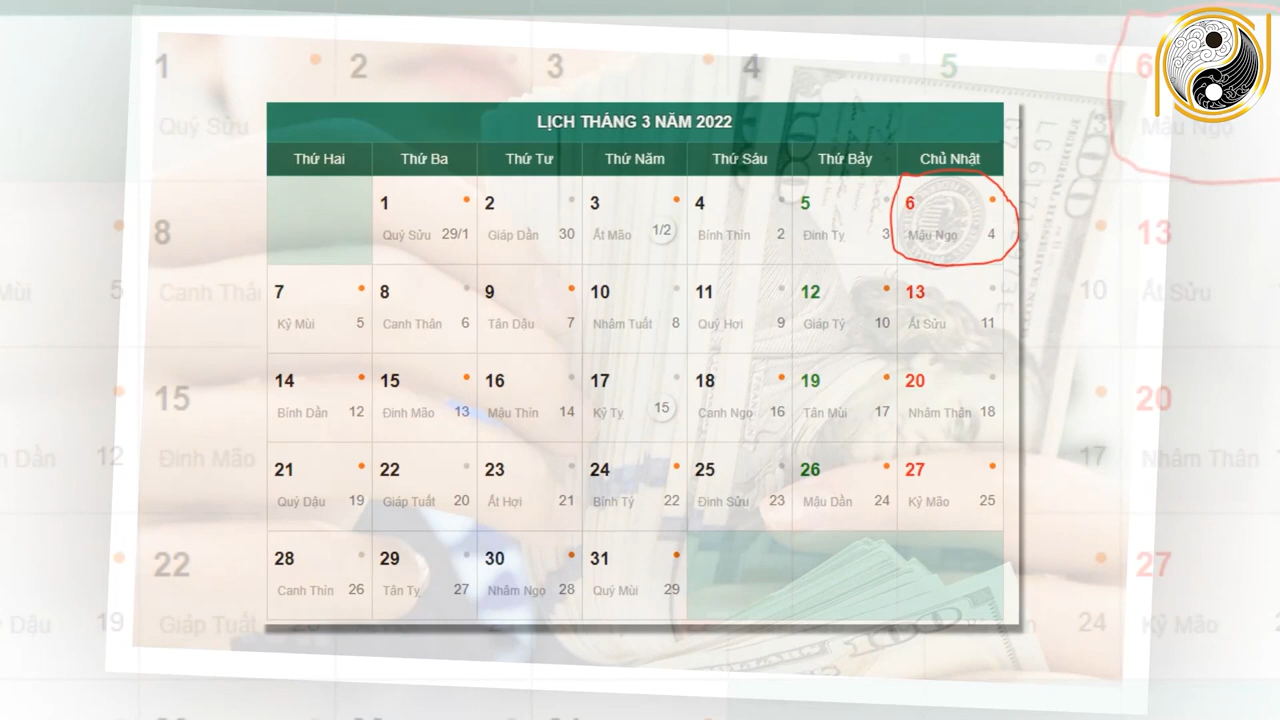 LỊCH THÁNG 3 NĂM 2022
Thứ Hai Thứ Ba Thứ Tư Thứ Năm Thứ Sáu Thứ Bảy Chủ Nhật
1 2 3 4 5 6
Quý Sửu 29/1 Giáp Dần 30 Ất Mão 1/2 Bính Thìn 2 Đinh Tỵ 3 Mậu Ngọ 4
7 8 9 10 11 12 13
Kỷ Mùi 5 Canh Thân 6 Tân Dậu 7 Nhâm Tuất 8 Quý Hợi 9 Giáp Tý 10 Ất Sửu 11
14 15 16 17 18 19 20
Bính Dần 12 Đinh Mão 13 Mậu Thìn 14 Kỷ Tỵ 15 Canh Ngọ 16 Tân Mùi 17 Nhâm Thân 18
21 22 23 24 25 26 27
Quý Dậu 19 Giáp Tuất 20 Ất Hợi 21 Bính Tý 22 Đinh Sửu 23 Mậu Dần 24 Kỷ Mão 25
28 29 30 31
Canh Thìn 26 Tân Tỵ 27 Nhâm Ngọ 28 Quý Mùi 29